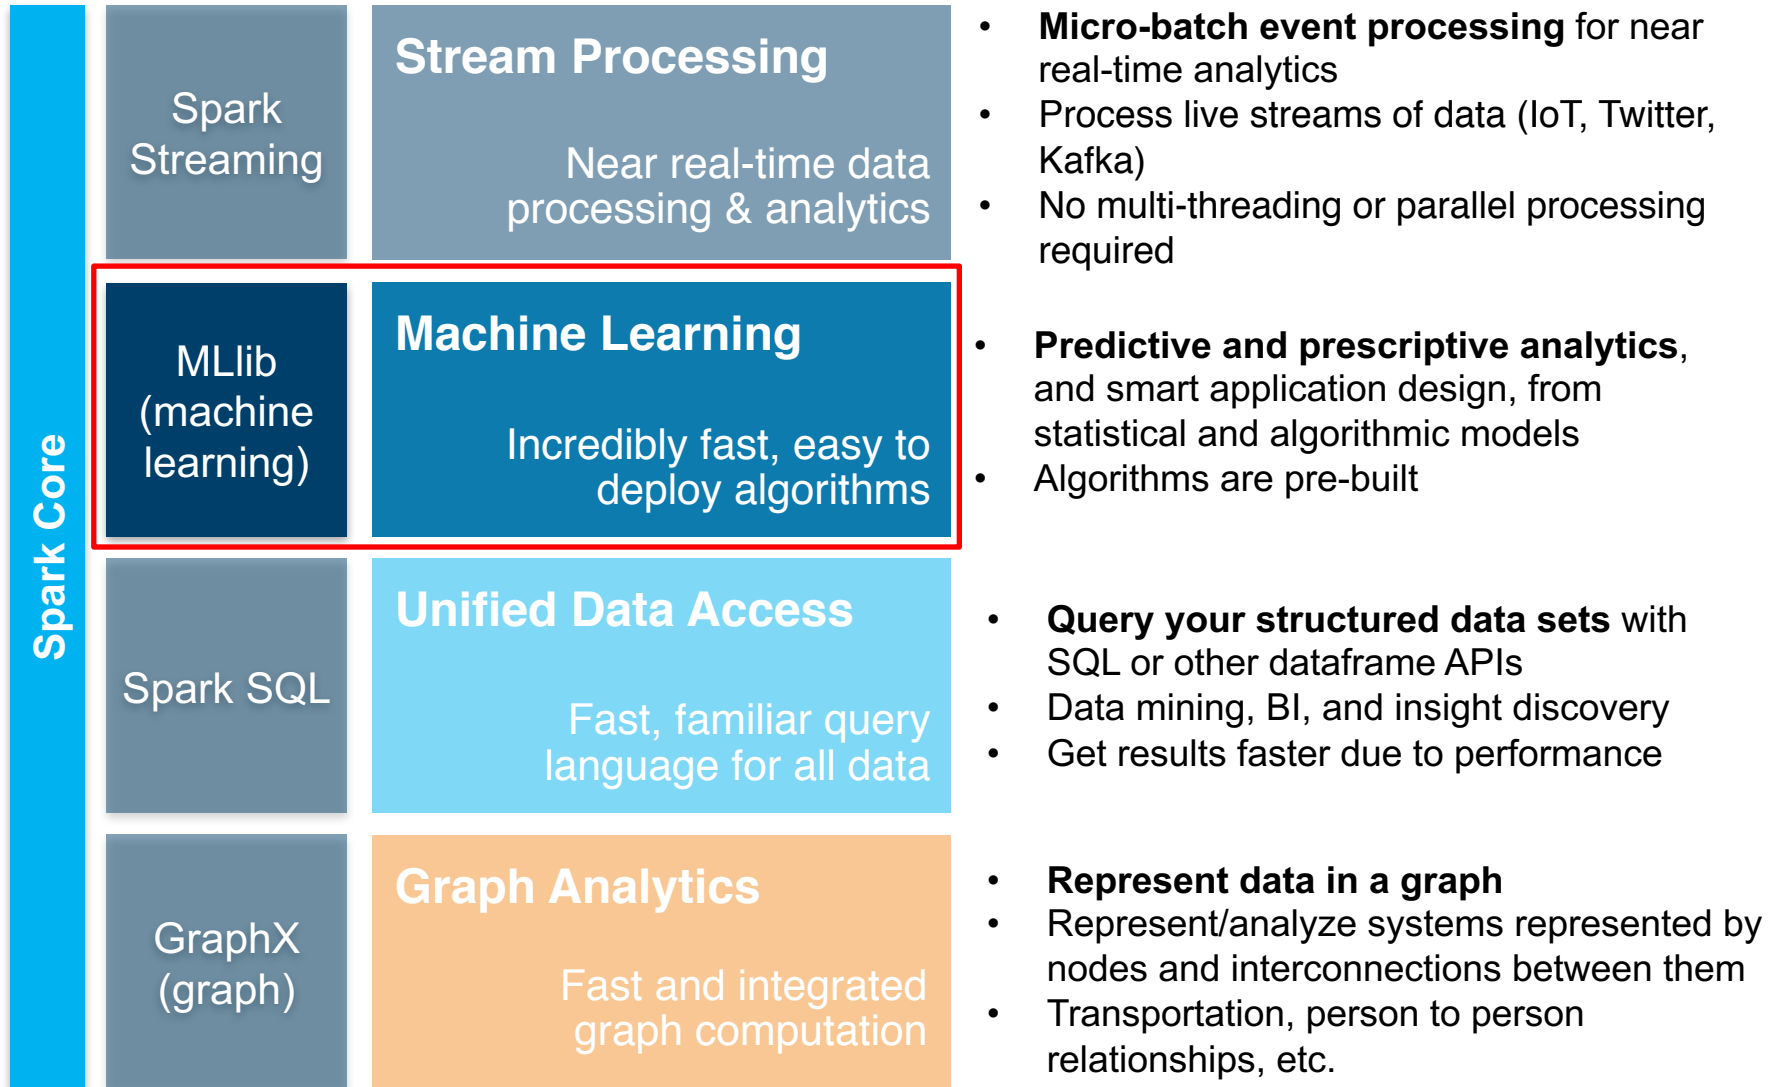 Spark Core
Spark
Streaming
Stream Processing
Near real-time data
processing & analytics
• Micro-batch event processing for near
real-time analytics
• Process live streams of data (IoT, Twitter,
Kafka)
• No multi-threading or parallel processing
required
MLlib
(machine
learning)
Machine Learning
Incredibly fast, easy to
deploy algorithms
• Predictive and prescriptive analytics,
and smart application design, from
statistical and algorithmic models
• Algorithms are pre-built
Spark SQL
Unified Data Access
Fast, familiar query
language for all data
• Query your structured data sets with
SQL or other dataframe APIs
• Data mining, BI, and insight discovery
• Get results faster due to performance
GraphX
(graph)
Graph Analytics
Fast and integrated
graph computation
• Represent data in a graph
• Represent/analyze systems represented by
nodes and interconnections between them
• Transportation, person to person
relationships, etc.